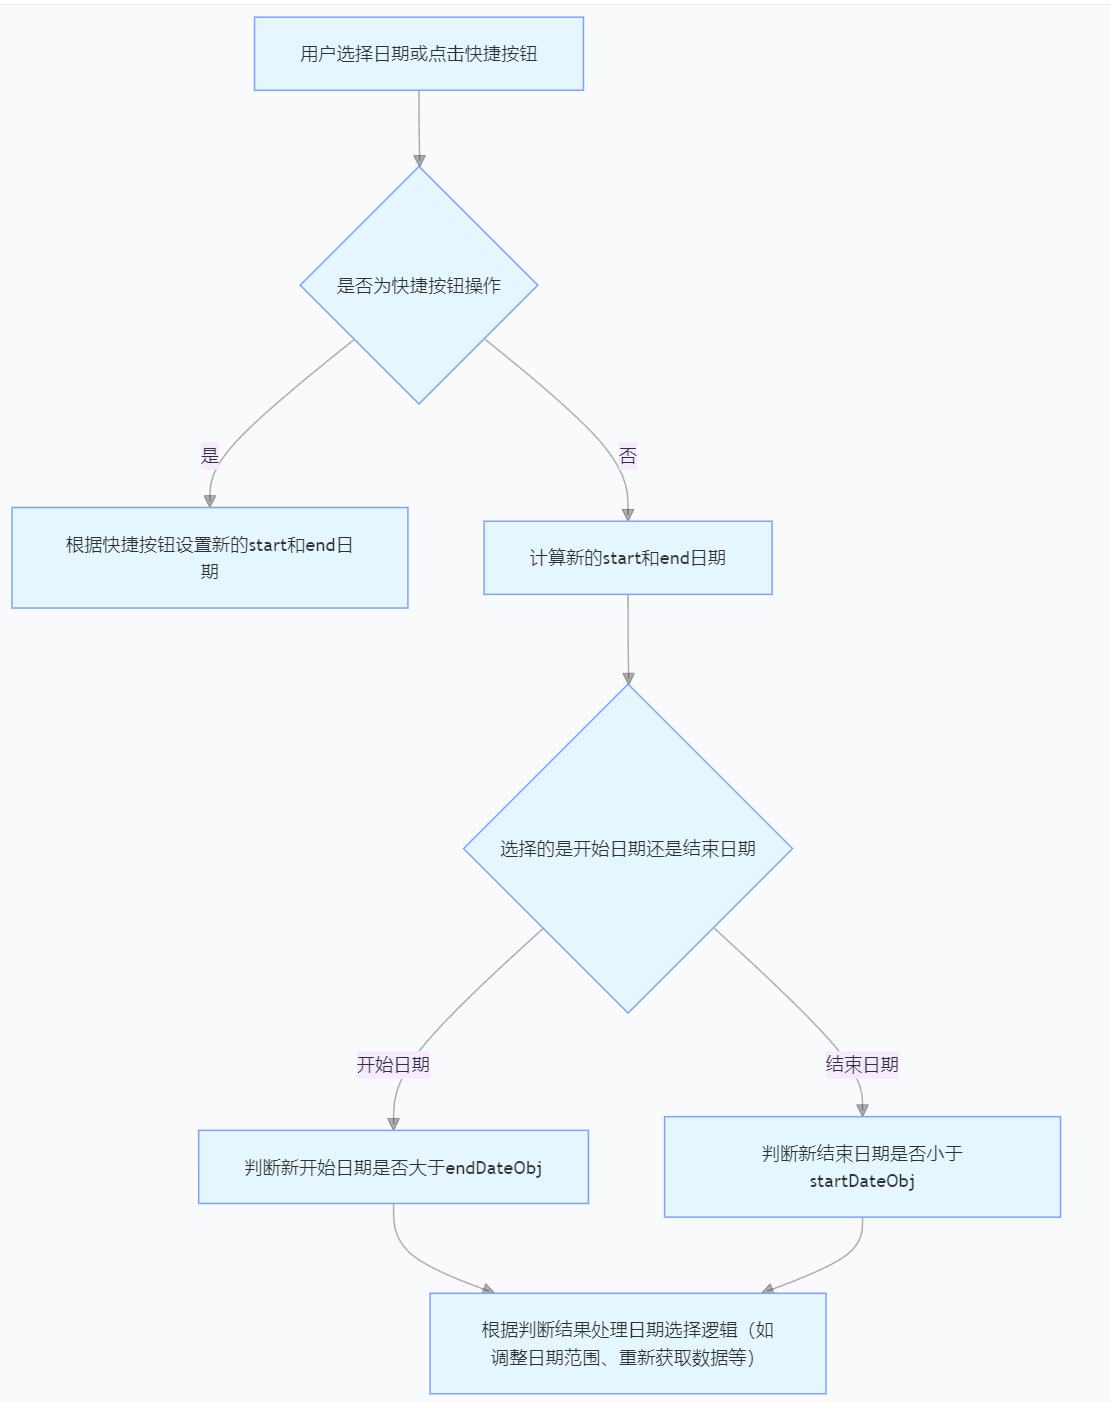 用户选择日期或点击快捷按钮
是否为快捷按钮操作
是
否
根据快捷按钮设置新的start和end日
期
计算新的start和end日期
选择的是开始日期还是结束日期
开始日期
结束日期
判断新开始日期是否大于endDateObj
判断新结束日期是否小于
startDateObj
根据判断结果处理日期选择逻辑（如
调整日期范围、重新获取数据等）